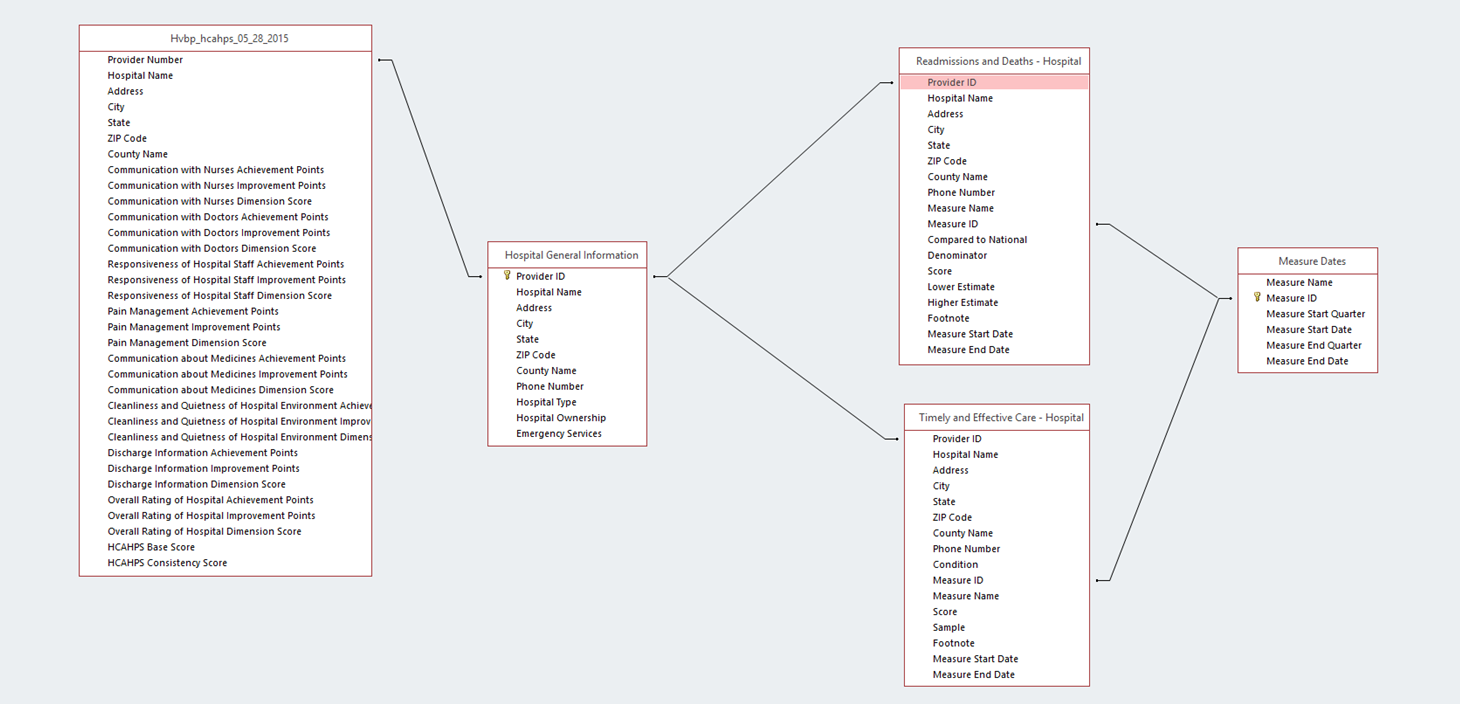 Hvbp_hcahps_05_28_2015
Provider Number
Hospital Name
Address
City
State
ZIP Code
County Name
Communication with Nurses Achievement Points
Communication with Nurses Improvement Points
Communication with Nurses Dimension Score
Communication with Doctors Achievement Points
Communication with Doctors Improvement Points
Communication with Doctors Dimension Score
Responsiveness of Hospital Staff Achievement Points
Responsiveness of Hospital Staff Improvement Points
Responsiveness of Hospital Staff Dimension Score
Pain Management Achievement Points
Pain Management Improvement Points
Pain Management Dimension Score
Communication about Medicines Achievement Points
Communication about Medicines Improvement Points
Communication about Medicines Dimension Score
Cleanliness and Quietness of Hospital Environment Achieve
Cleanliness and Quietness of Hospital Environment Improv
Cleanliness and Quietness of Hospital Environment Dimens
Discharge Information Achievement Points
Discharge Information Improvement Points
Discharge Information Dimension Score
Overall Rating of Hospital Achievement Points
Overall Rating of Hospital Improvement Points
Overall Rating of Hospital Dimension Score
HCAHPS Base Score
HCAHPS Consistency Score
Hospital General Information
Provider ID
Hospital Name
Address
City
State
ZIP Code
County Name
Phone Number
Hospital Type
Hospital Ownership
Emergency Services
Readmissions and Deaths - Hospital
Provider ID
Hospital Name
Address
City
State
ZIP Code
County Name
Phone Number
Measure Name
Measure ID
Compared to National
Denominator
Score
Lower Estimate
Higher Estimate
Footnote
Measure Start Date
Measure End Date
Timely and Effective Care - Hospital
Provider ID
Hospital Name
Address
City
State
ZIP Code
County Name
Phone Number
Condition
Measure ID
Measure Name
Score
Sample
Footnote
Measure Start Date
Measure End Date
Measure Dates
Measure Name
Measure ID
Measure Start Quarter
Measure Start Date
Measure End Quarter
Measure End Date